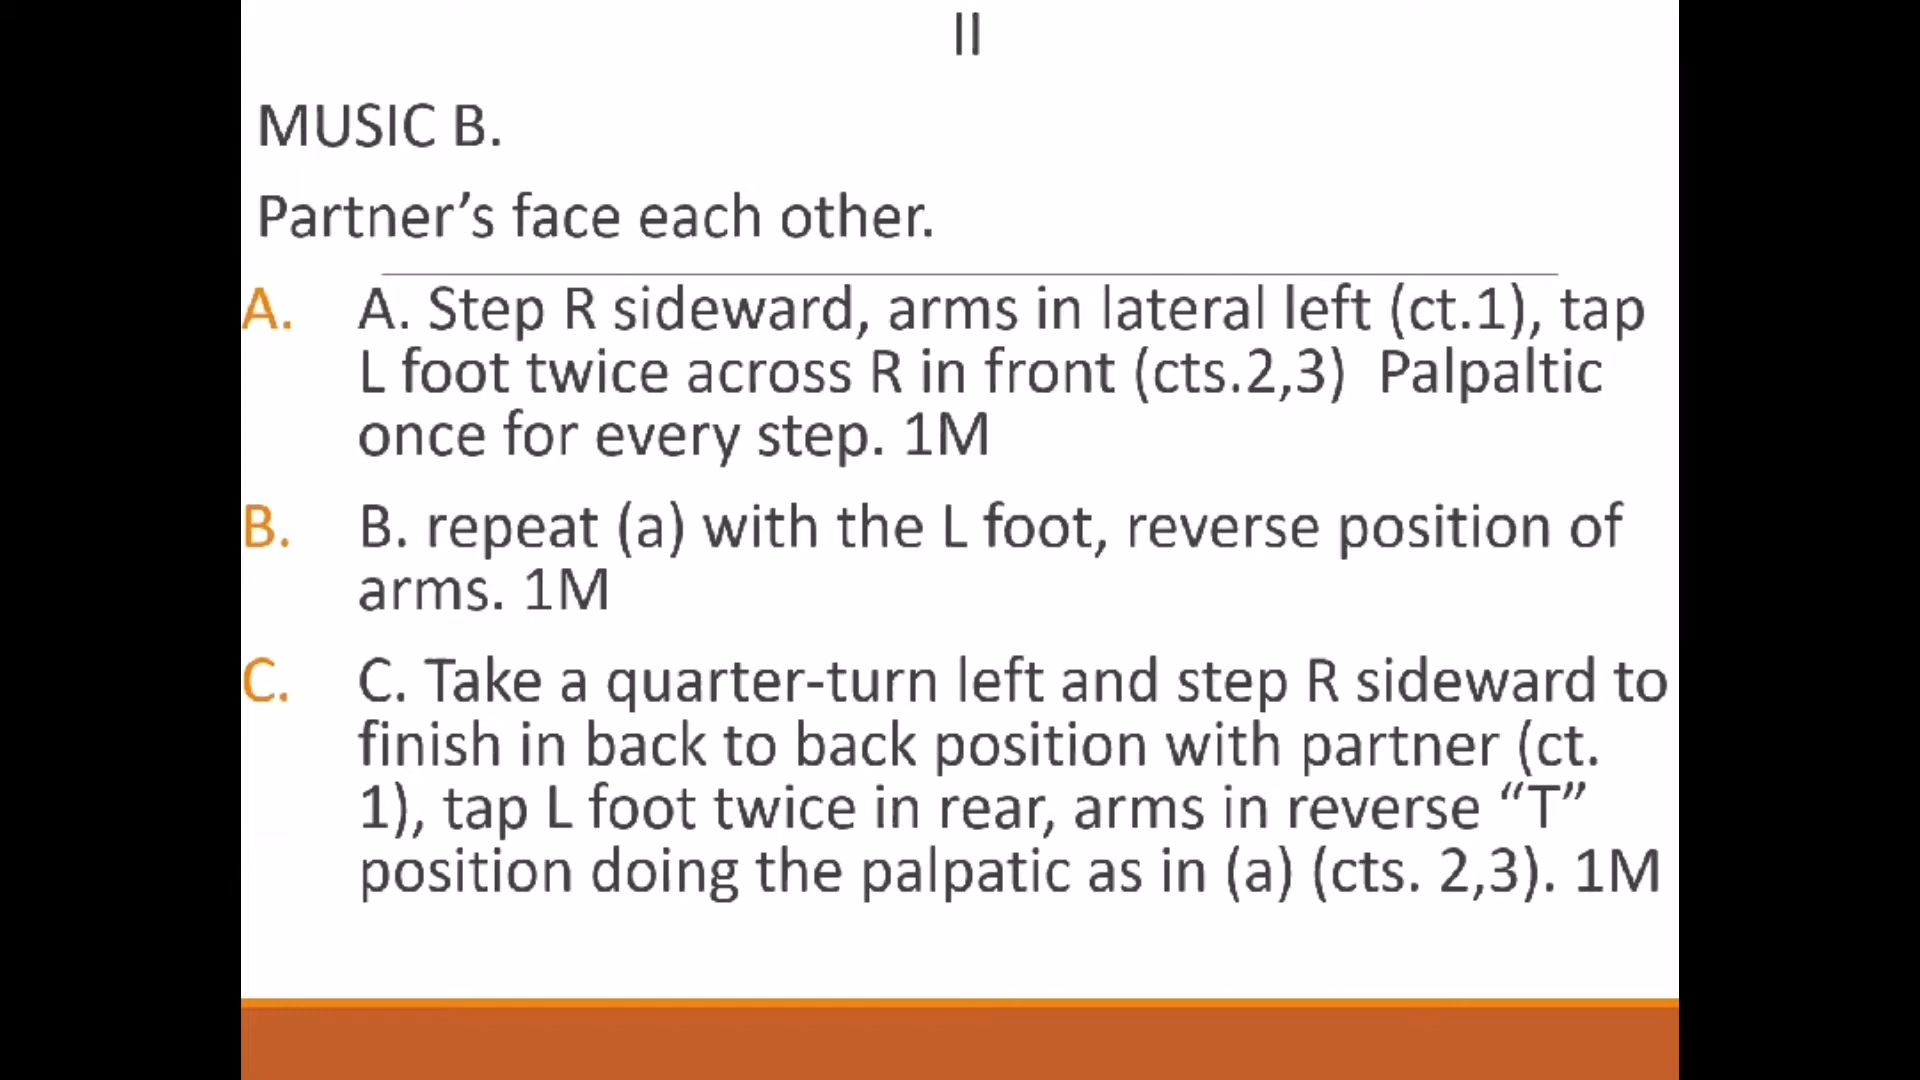 II
MUSIC B.
Partner’s face each other.
A. A. Step R sideward, arms in lateral left (ct.1), tap
L foot twice across R in front (cts.2,3) Palpaltic
once for every step. 1M
B. B. repeat (a) with the L foot, reverse position of
arms. 1M
C. C. Take a quarter-turn left and step R sideward to
finish in back to back position with partner (ct.
1), tap L foot twice in rear, arms in reverse “T”
position doing the palpatic as in (a) (cts. 2,3). 1M